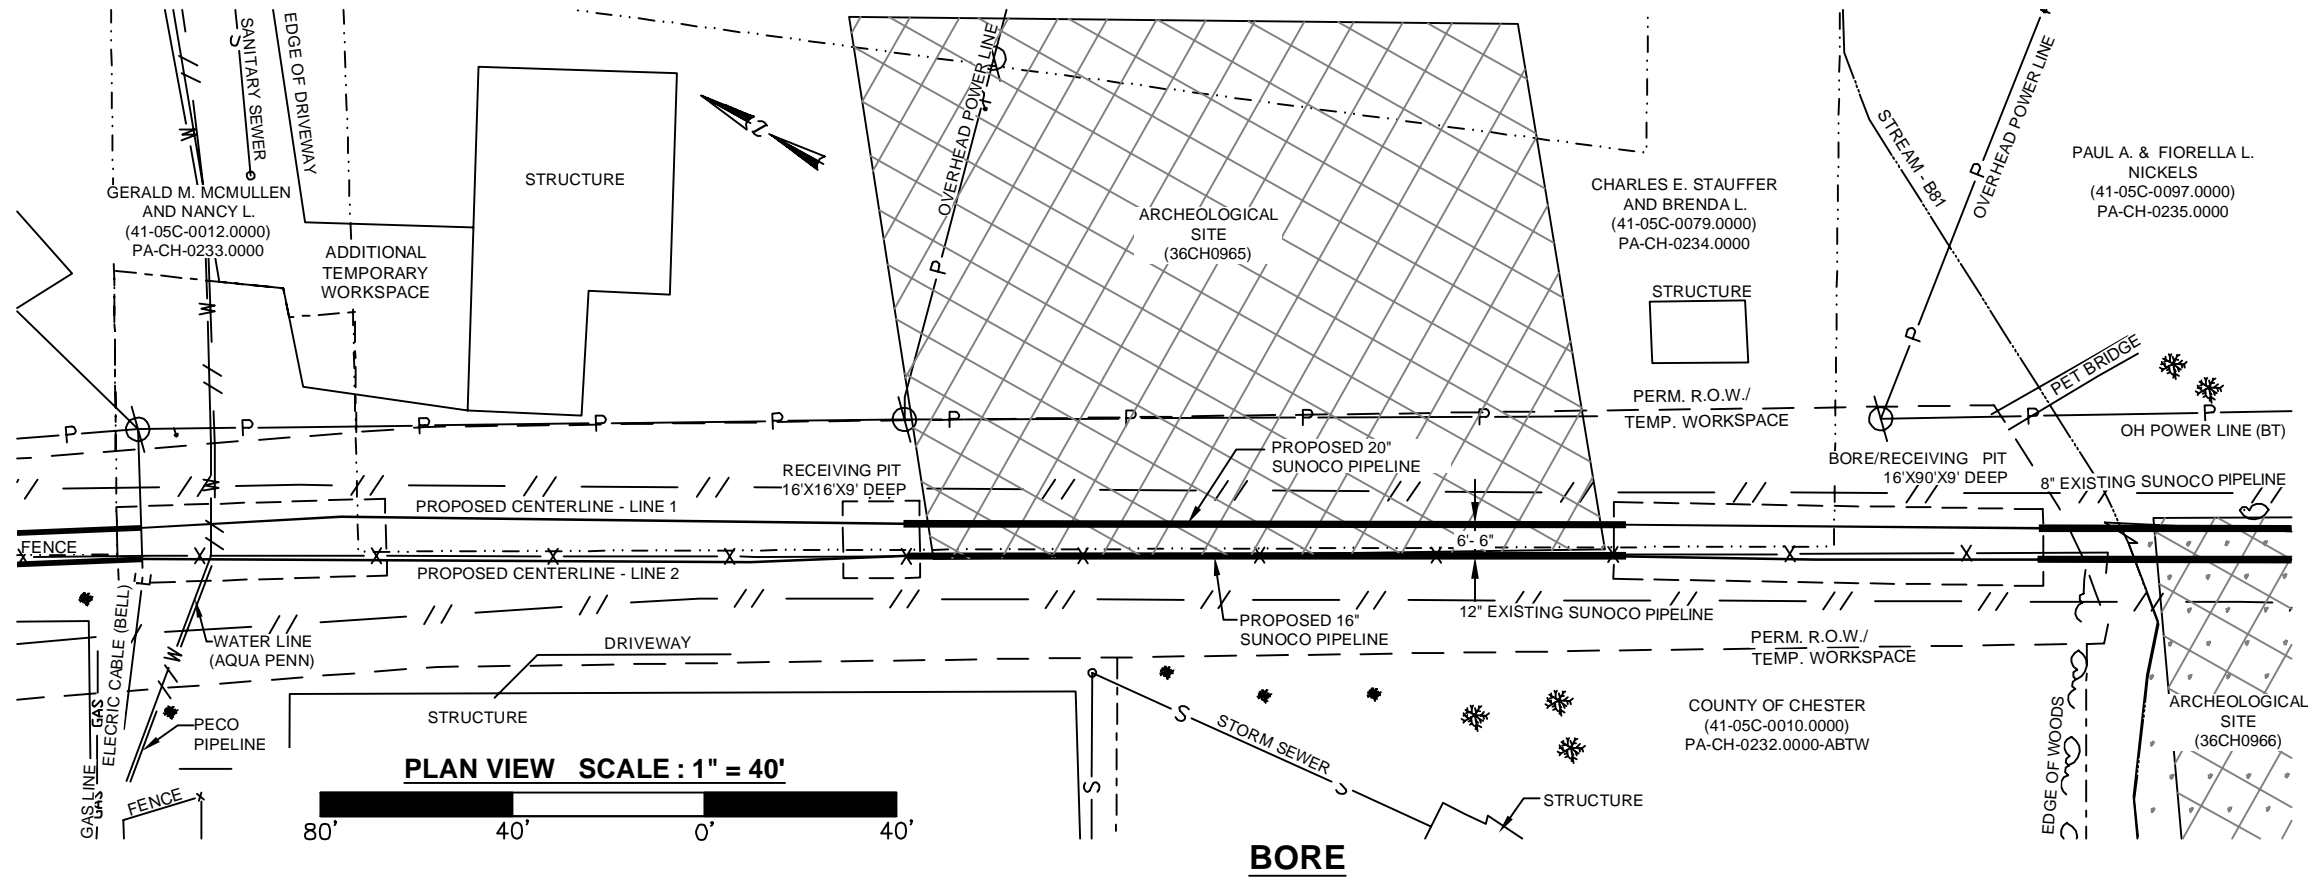 SANITARY SEWER
S
EDGE OF DRIVEWAY
GERALD M. MCMULLEN
AND NANCY L.
(41-05C-0012.0000)
PA-CH-0233.0000
ADDITIONAL
TEMPORARY
WORKSPACE
STRUCTURE
N
OVERHEAD POWER LINE
P
ARCHEOLOGICAL
SITE
(36CH0965)
CHARLES E. STAUFFER
AND BRENDA L.
(41-05C-0079.0000)
PA-CH-0234.0000
STRUCTURE
STREAM - B81
P
OVERHEAD POWER LINE
P
PAUL A. & FIORELLA L.
NICKELS
(41-05C-0097.0000)
PA-CH-0235.0000
PET BRIDGE
W
W
W
P P P P P P P P P P P
PERM. R.O.W./
TEMP. WORKSPACE
OH POWER LINE (BT)
RECEIVING PIT
16'X16'X9' DEEP
PROPOSED 20"
SUNOCO PIPELINE
BORE/RECEIVING PIT
16'X90'X9' DEEP
8" EXISTING SUNOCO PIPELINE
PROPOSED CENTERLINE - LINE 1
FENCE
X X X X X X X X X X X X
6'- 6"
PROPOSED CENTERLINE - LINE 2
12" EXISTING SUNOCO PIPELINE
PROPOSED 16"
SUNOCO PIPELINE
ELECRIC CABLE (BELL)
W
WATER LINE
(AQUA PENN)
DRIVEWAY
PERM. R.O.W./
TEMP. WORKSPACE
GAS LINE
GAS GAS
PECO
PIPELINE
STRUCTURE
S
S
STORM SEWER
S
COUNTY OF CHESTER
(41-05C-0010.0000)
PA-CH-0232.0000-ABTW
EDGE OF WOODS
ARCHEOLOGICAL
SITE
(36CH0966)
PLAN VIEW SCALE : 1" = 40'
80' 40' 0' 40'
FENCE
X
STRUCTURE
BORE